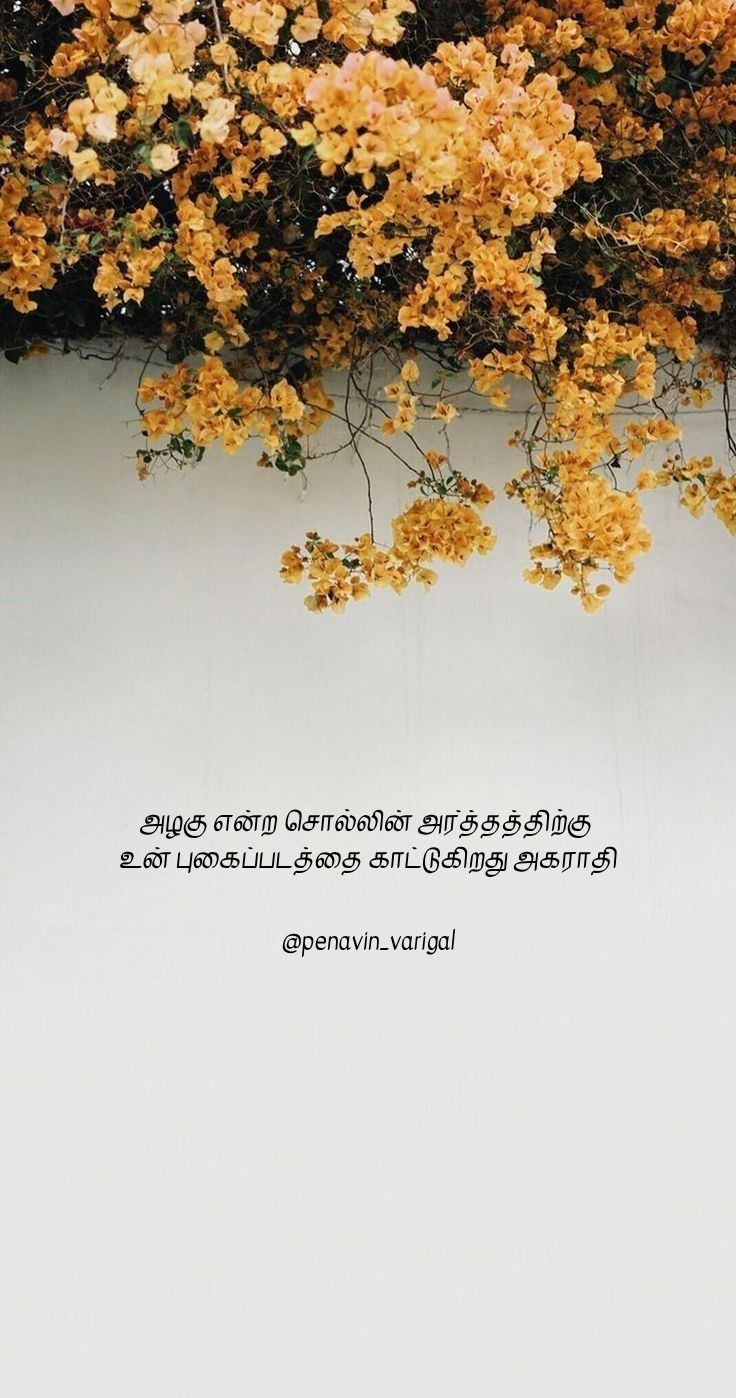 அழகு என்ற சொல்லின் அர்த்தத்திற்கு
உன் புகைப்படத்தை காட்டுகிறது அகராதி
@penavin_varigal